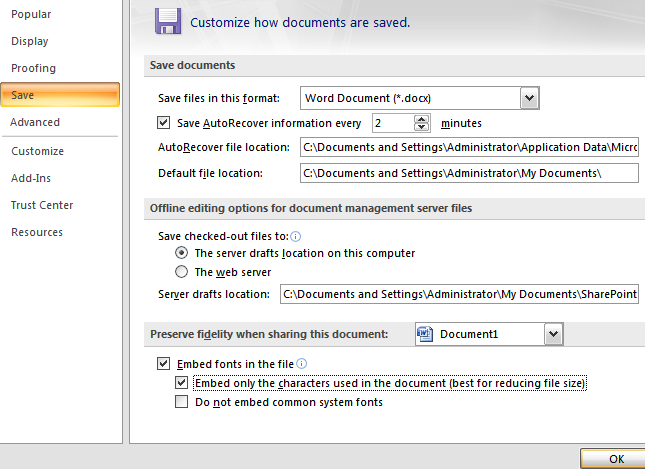 Popular
Display
Proofing
Save
Advanced
Customize
Add-Ins
Trust Center
Resources
Customize how documents are saved.
Save documents
Save files in this format: Word Document (*.docx)
Save AutoRecover information every 2 minutes
AutoRecover file location: C:\Documents and Settings\Administrator\Application Data\Micro
Default file location: C:\Documents and Settings\Administrator\My Documents\
Offline editing options for document management server files
Save checked-out files to:
The server drafts location on this computer
The web server
Server drafts location: C:\Documents and Settings\Administrator\My Documents\SharePoint
Preserve fidelity when sharing this document: Document1
Embed fonts in the file
Embed only the characters used in the document (best for reducing file size)
Do not embed common system fonts
OK